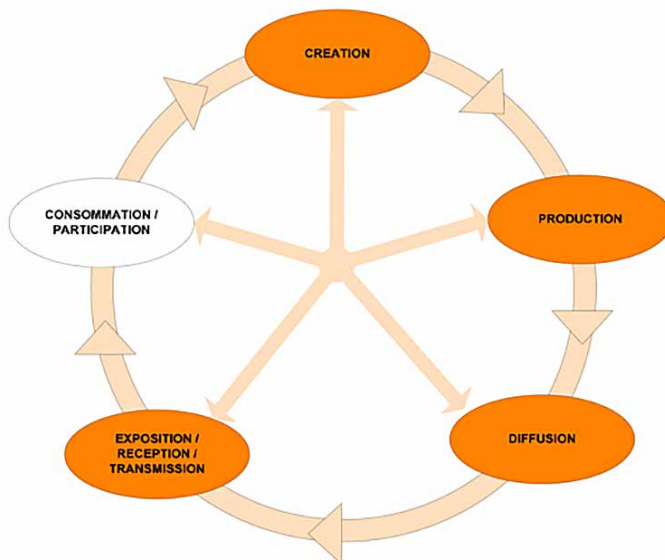 CREATION
PRODUCTION
DIFFUSION
EXPOSITION /
RECEPTION /
TRANSMISSION
CONSOMMATION /
PARTICIPATION